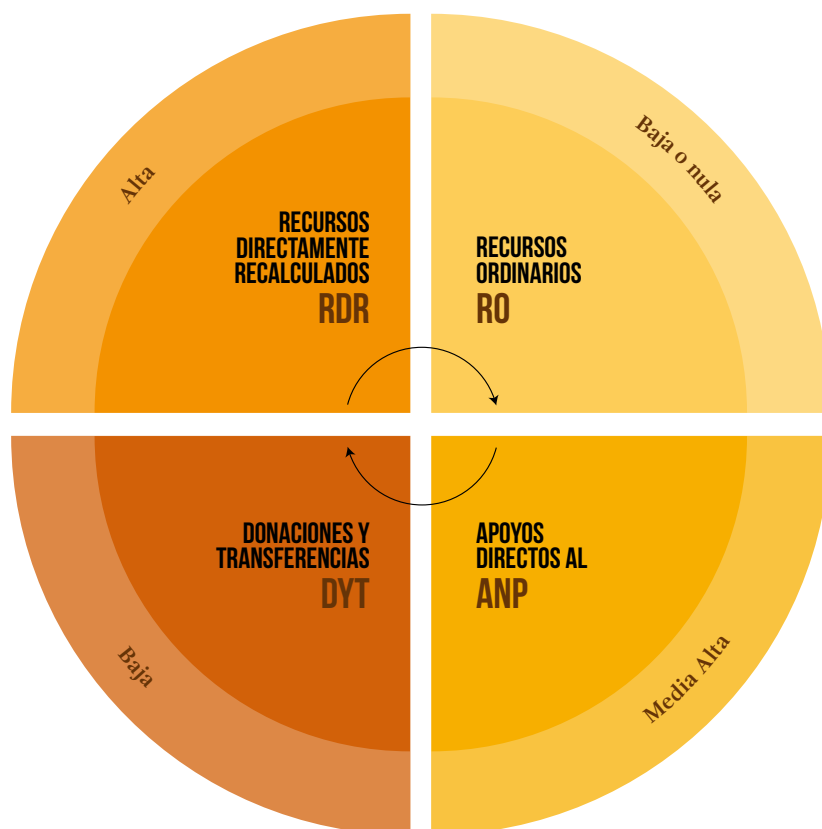 Alta
RECURSOS
DIRECTAMENTE
RECALCULADOS
RDR
Baja o nula
RECURSOS
ORDINARIOS
RO
Baja
DONACIONES Y
TRANSFERENCIAS
DYT
APOYOS
DIRECTOS AL
ANP
Media Alta